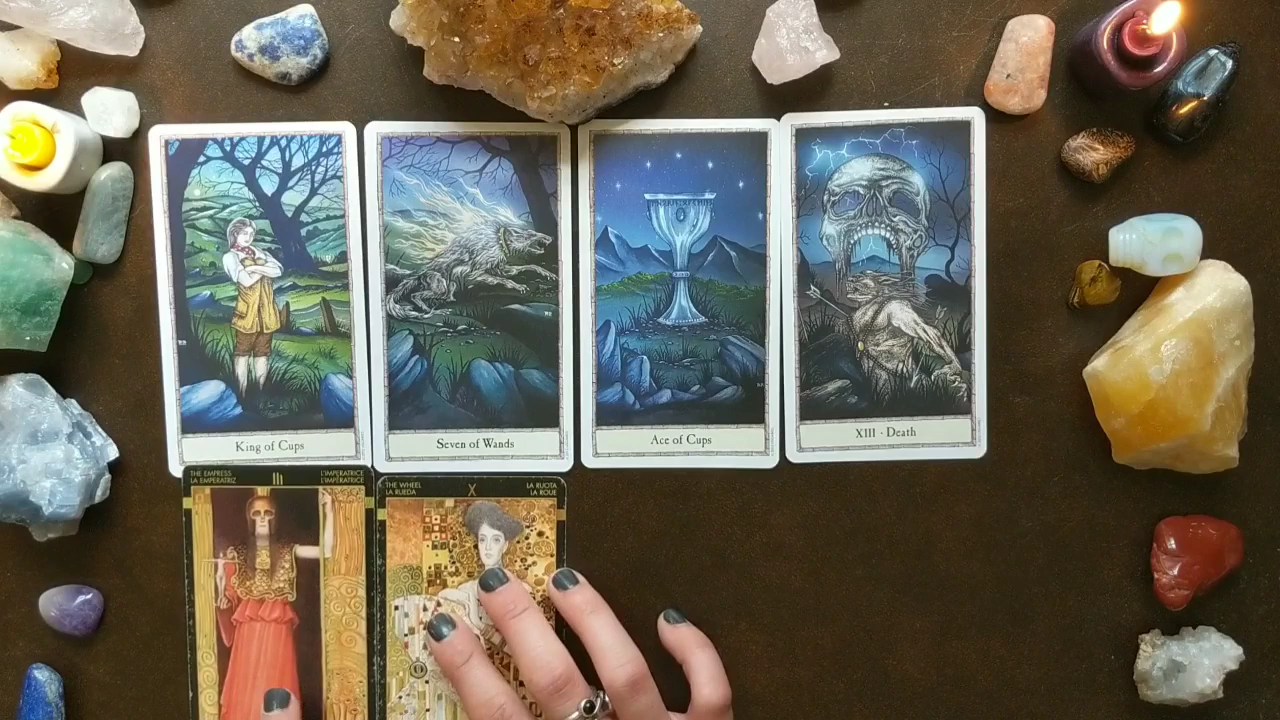 King of Cups
Seven of Wands
Ace of Cups
XIII · Death
THE EMPRESS
LA EMPERATRIZ
III
L'IMPERATRICE
L'IMPÉRATRICE
THE WHEEL
LA RUEDA
X
LA RUOTA
LA ROUE